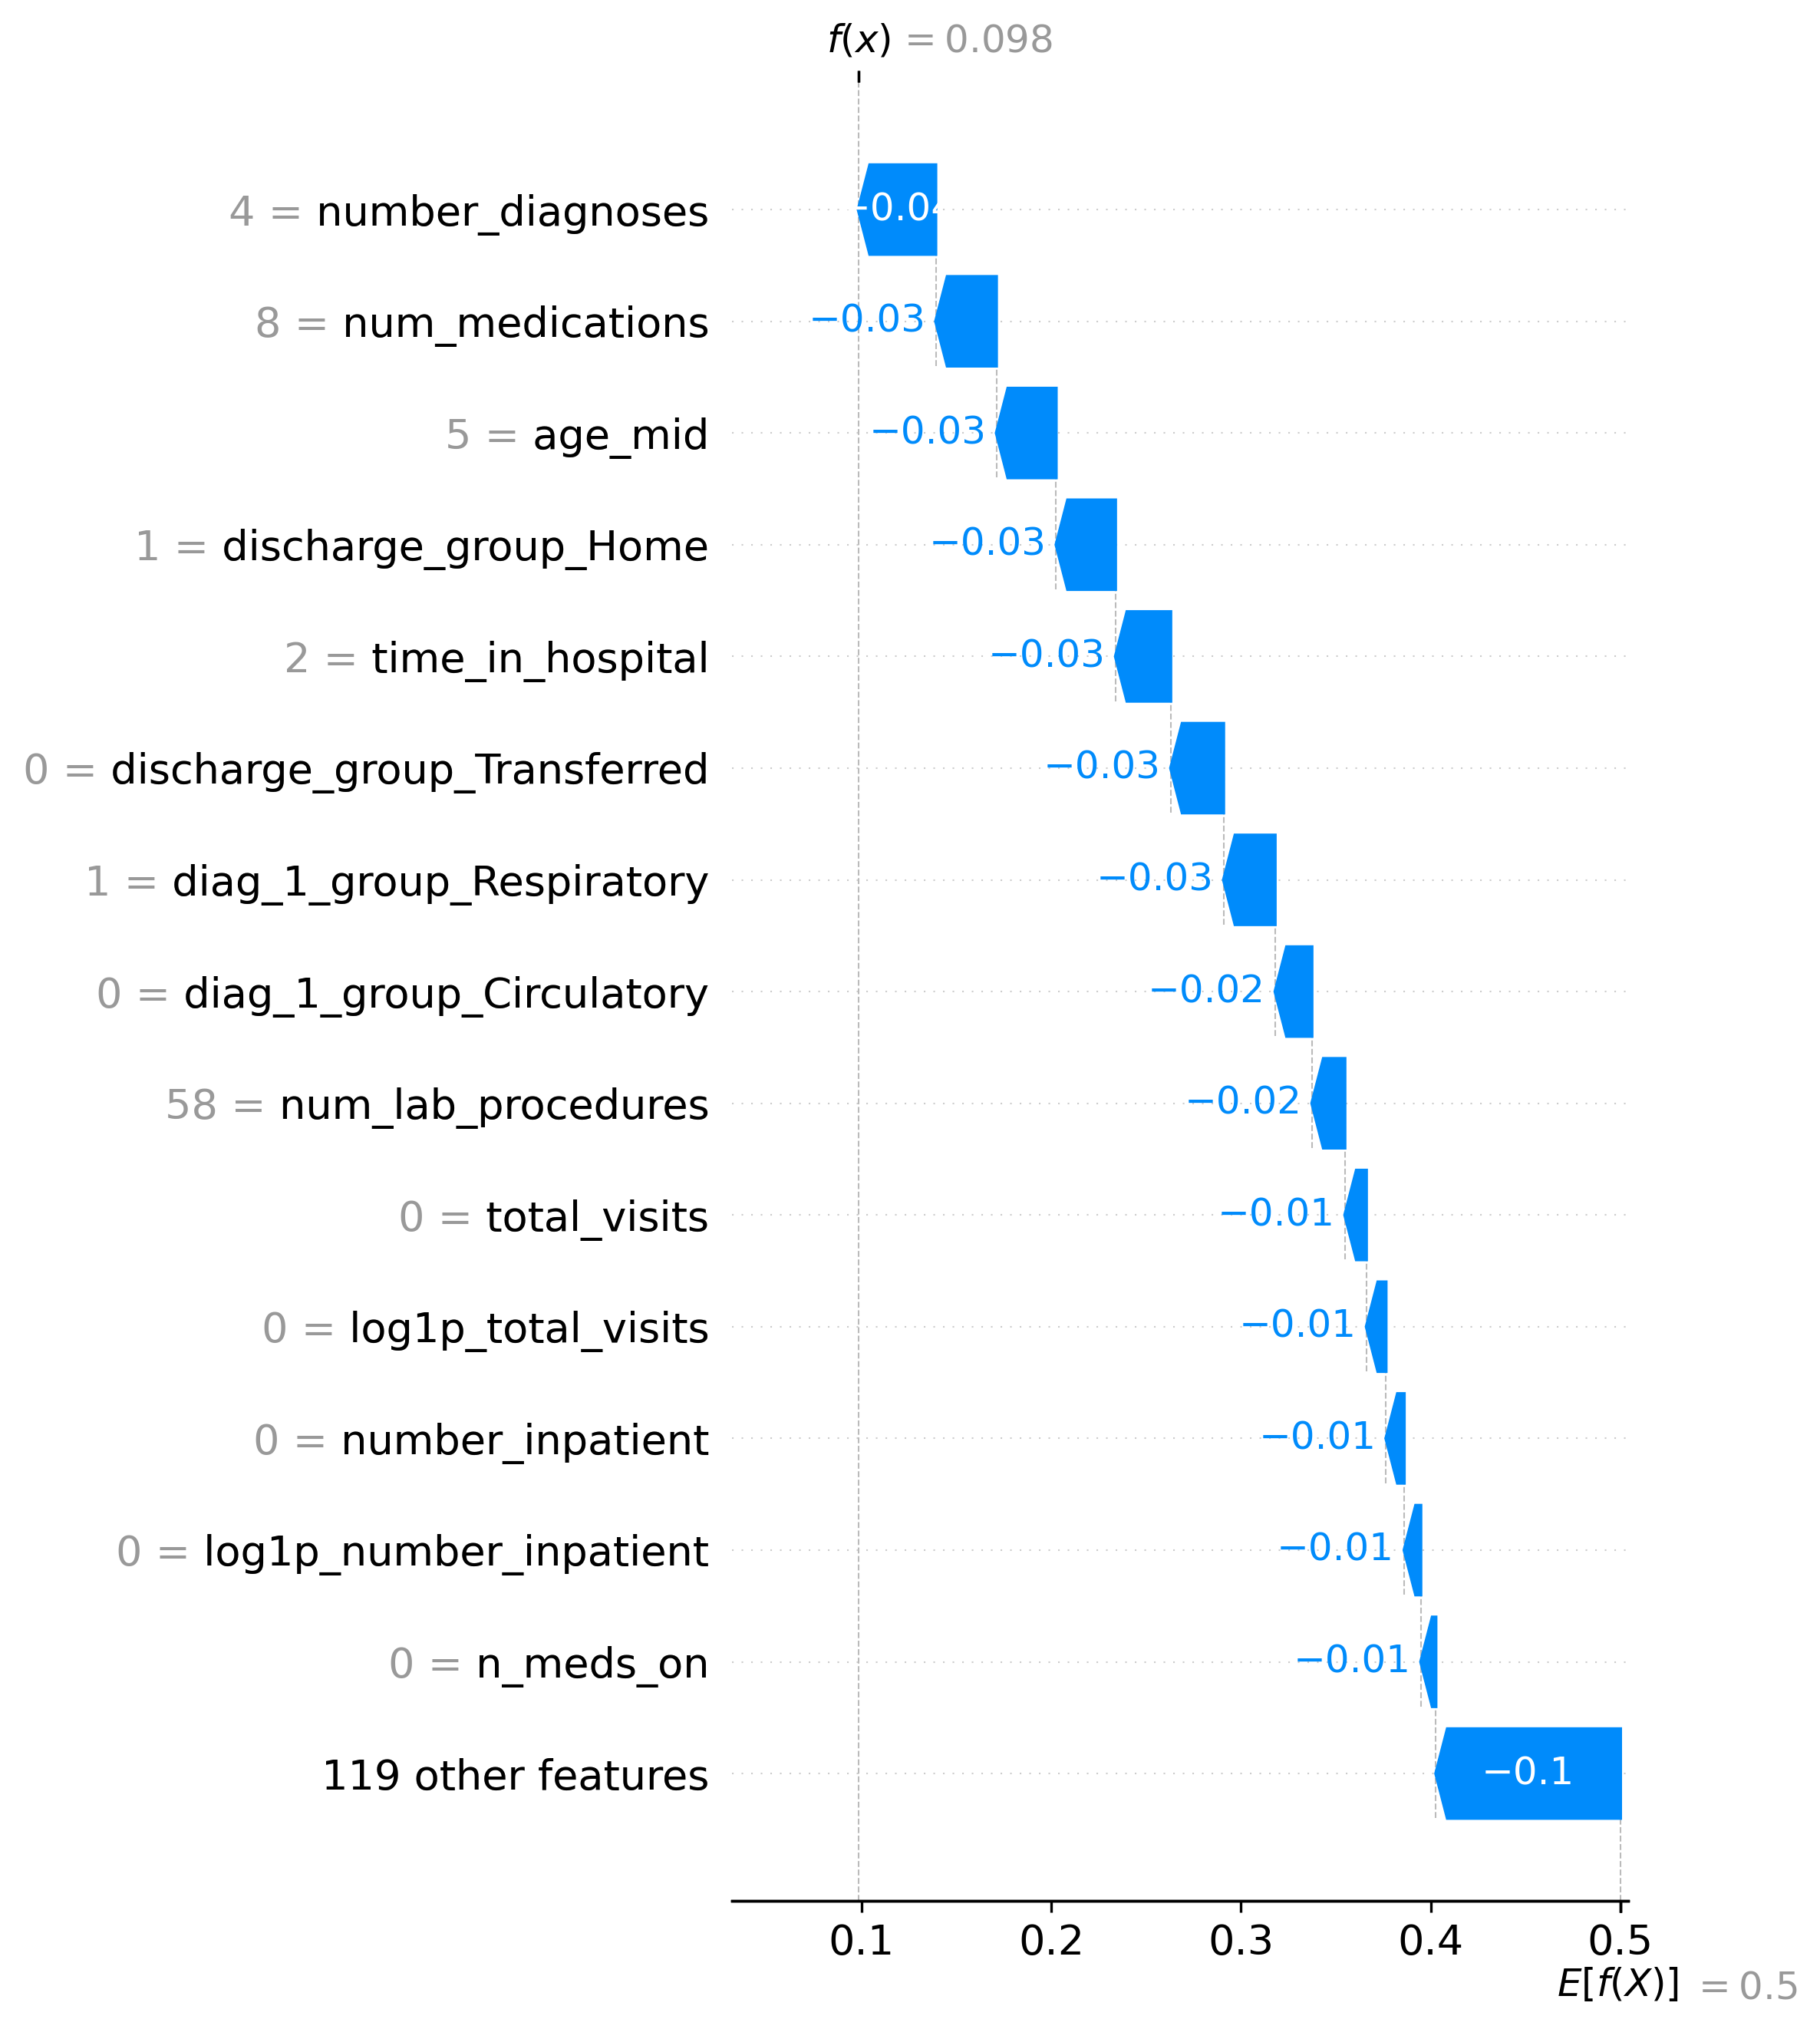 f(x) = 0.098
4 = number_diagnoses
−0.04
8 = num_medications
−0.03
5 = age_mid
−0.03
1 = discharge_group_Home
−0.03
2 = time_in_hospital
−0.03
0 = discharge_group_Transferred
−0.03
1 = diag_1_group_Respiratory
−0.03
0 = diag_1_group_Circulatory
−0.02
58 = num_lab_procedures
−0.02
0 = total_visits
−0.01
0 = log1p_total_visits
−0.01
0 = number_inpatient
−0.01
0 = log1p_number_inpatient
−0.01
0 = n_meds_on
−0.01
119 other features
−0.1
0.1 0.2 0.3 0.4 0.5
E[f(X)] = 0.5